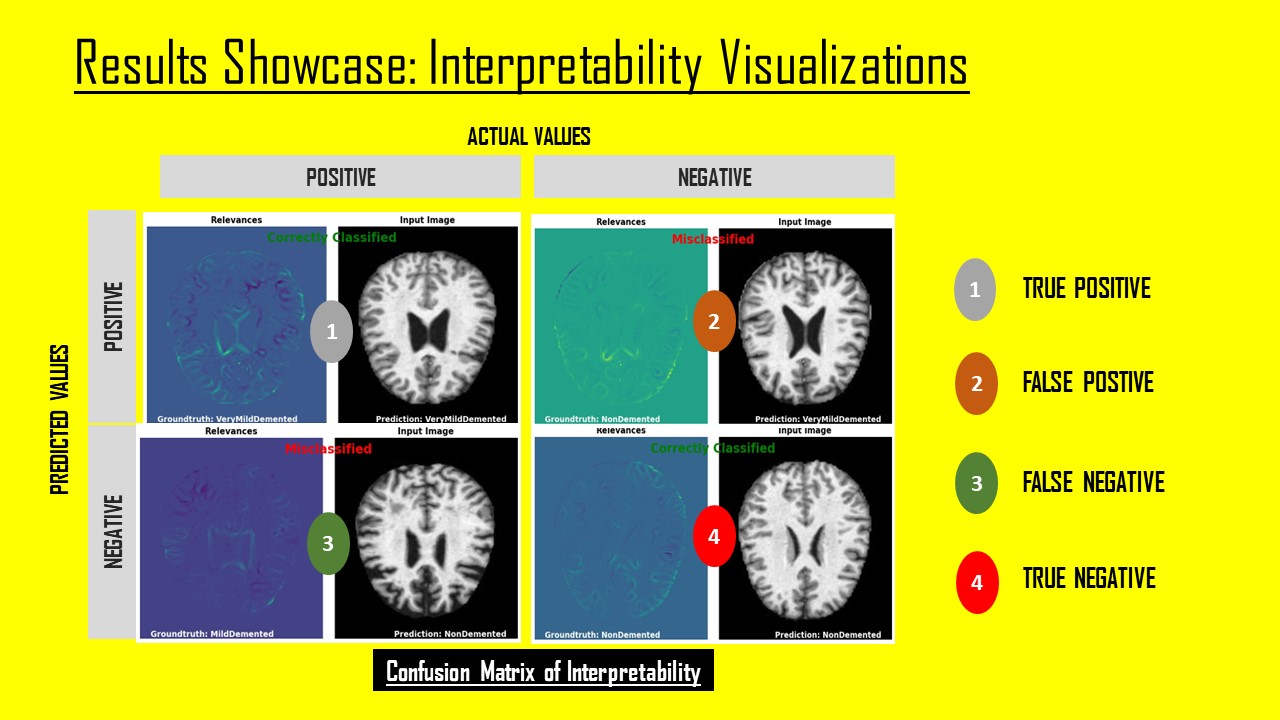 Results Showcase: Interpretability Visualizations
ACTUAL VALUES
POSITIVE
NEGATIVE
PREDICTED VALUES
POSITIVE
Relevances
Input Image
Correctly Classified
1
Groundtruth: VeryMildDemented
Prediction: VeryMildDemented
Relevances
Input Image
Misclassified
2
Groundtruth: NonDemented
Prediction: VeryMildDemented
NEGATIVE
Relevances
Input Image
Misclassified
3
Groundtruth: MildDemented
Prediction: NonDemented
Relevances
Input Image
Correctly Classified
4
Groundtruth: NonDemented
Prediction: NonDemented
1 TRUE POSITIVE
2 FALSE POSTIVE
3 FALSE NEGATIVE
4 TRUE NEGATIVE
Confusion Matrix of Interpretability